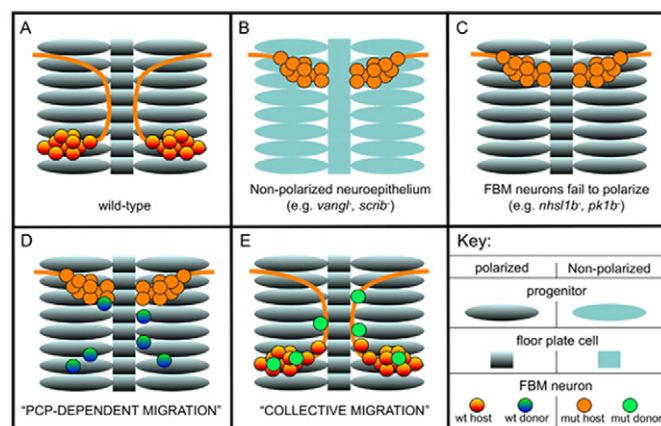 A
B
C
wild-type
Non-polarized neuroepithelium
(e.g. vangl-, scrib-)
FBM neurons fail to polarize
(e.g. nhsl1b-, pk1b-)
D
E
"PCP-DEPENDENT MIGRATION"
"COLLECTIVE MIGRATION"
Key:
polarized
Non-polarized
progenitor
floor plate cell
FBM neuron
wt host
wt donor
mut host
mut donor